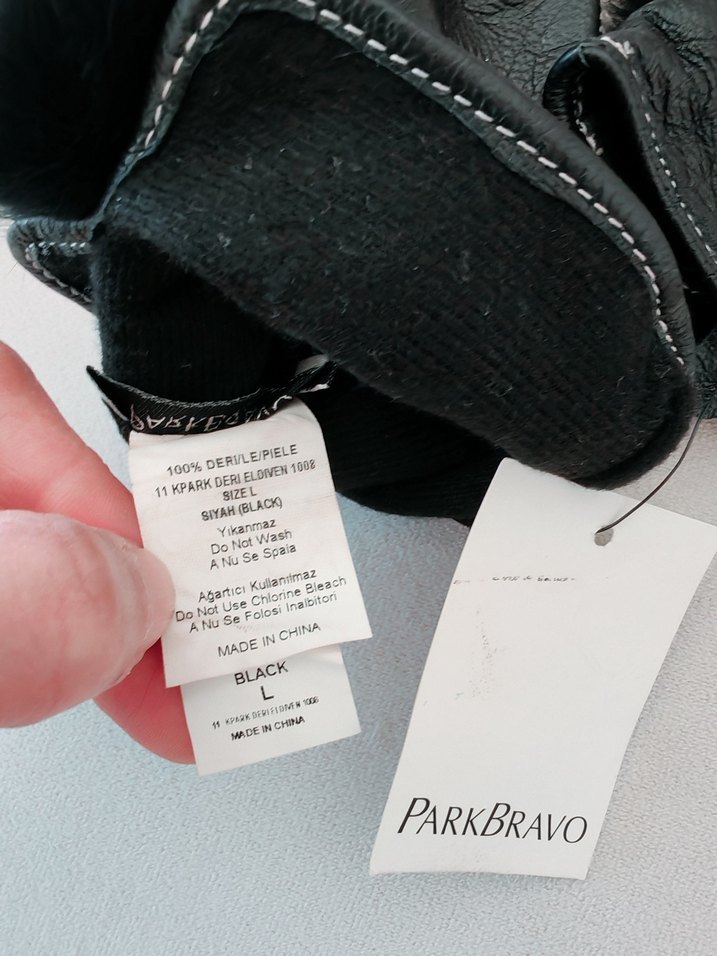 100% DERI/LE/PIELE
11 KPARK DERI ELDIVEN 1008
SIZE L
SIYAH (BLACK)
Yıkanmaz
Do Not Wash
A Nu Se Spala
Ağartıcı Kullanılmaz
Do Not Use Chlorine Bleach
A Nu Se Folosi Inalbitori
MADE IN CHINA
BLACK
L
11 KPARK DERI ELDIVEN 1008
MADE IN CHINA
PARKBRAVO